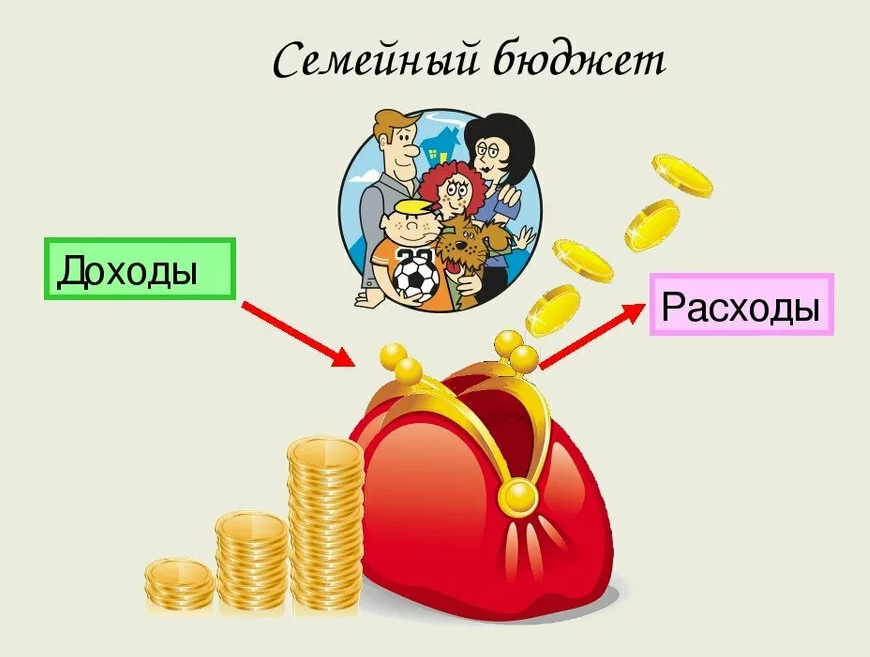 Семейный бюджет
Доходы
Расходы